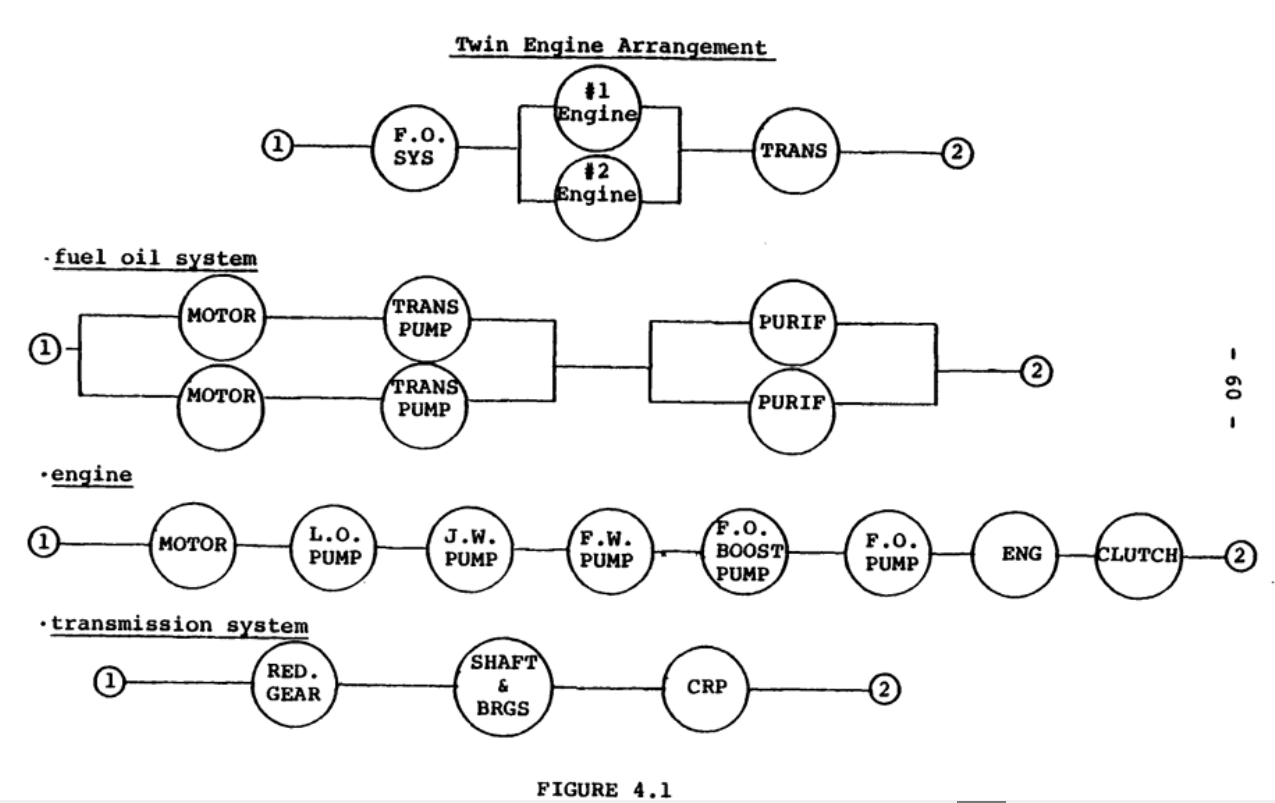 Twin Engine Arrangement
#1
Engine
1
F.O.
SYS
TRANS
2
#2
Engine
·fuel oil system
MOTOR
TRANS
PUMP
PURIF
1
2
MOTOR
TRANS
PUMP
PURIF
- 60 -
·engine
1
MOTOR
L.O.
PUMP
J.W.
PUMP
F.W.
PUMP
F.O.
BOOST
PUMP
F.O.
PUMP
ENG
CLUTCH
2
·transmission system
1
RED.
GEAR
SHAFT
&
BRGS
CRP
2
FIGURE 4.1